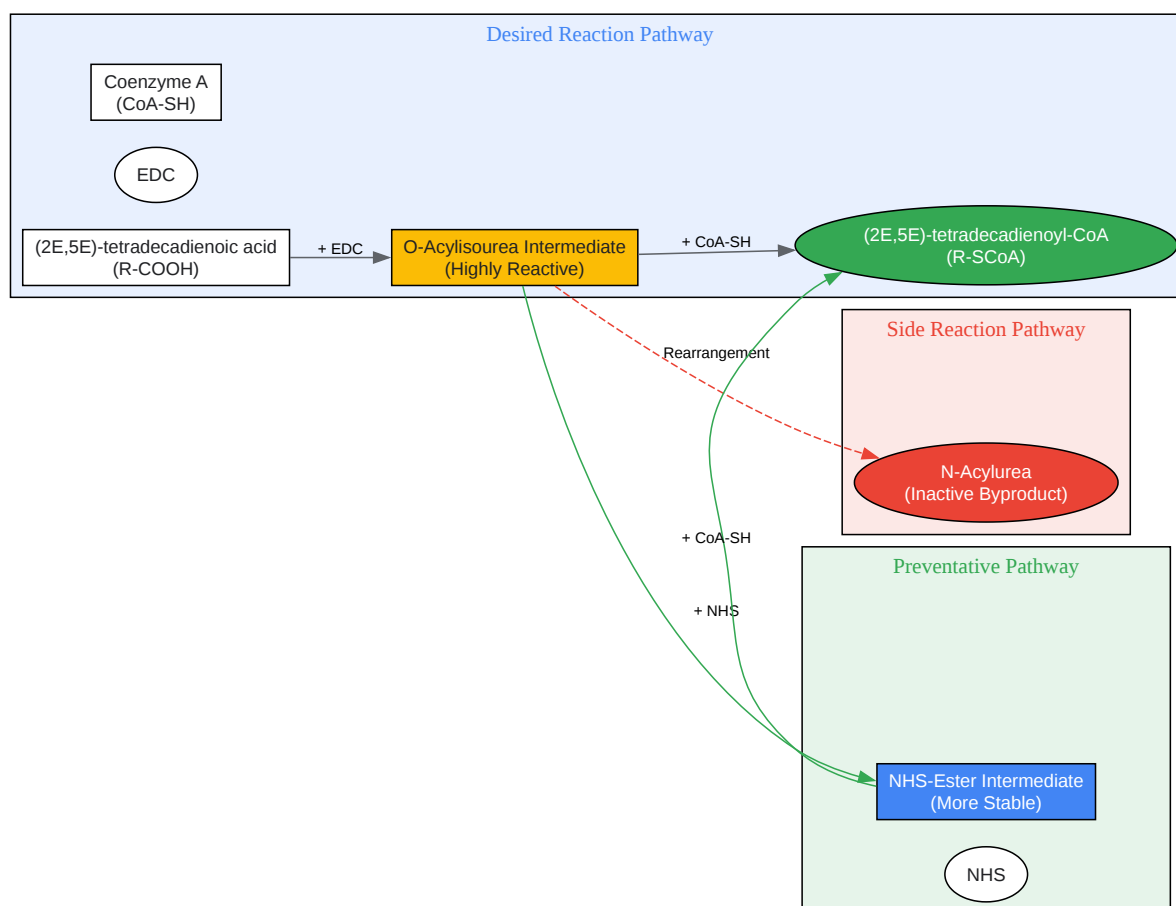 Desired Reaction Pathway
Coenzyme A
(CoA-SH)
EDC
(2E,5E)-tetradecadienoic acid
(R-COOH)
+ EDC
O-Acylisourea Intermediate
(Highly Reactive)
+ CoA-SH
(2E,5E)-tetradecadienoyl-CoA
(R-SCoA)
Side Reaction Pathway
Rearrangement
N-Acylurea
(Inactive Byproduct)
+ CoA-SH
Preventative Pathway
+ NHS
NHS-Ester Intermediate
(More Stable)
NHS